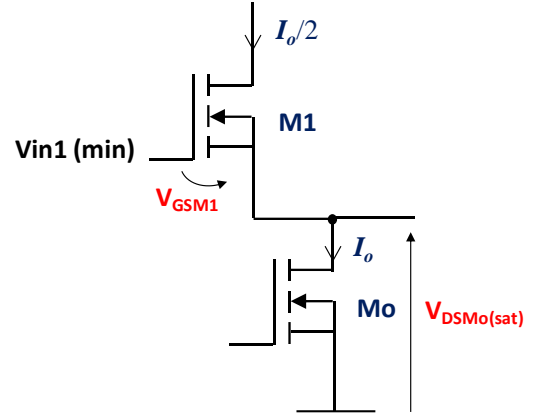 Io/2
M1
Vin1 (min)
VGSM1
Io
Mo
VDSMo(sat)